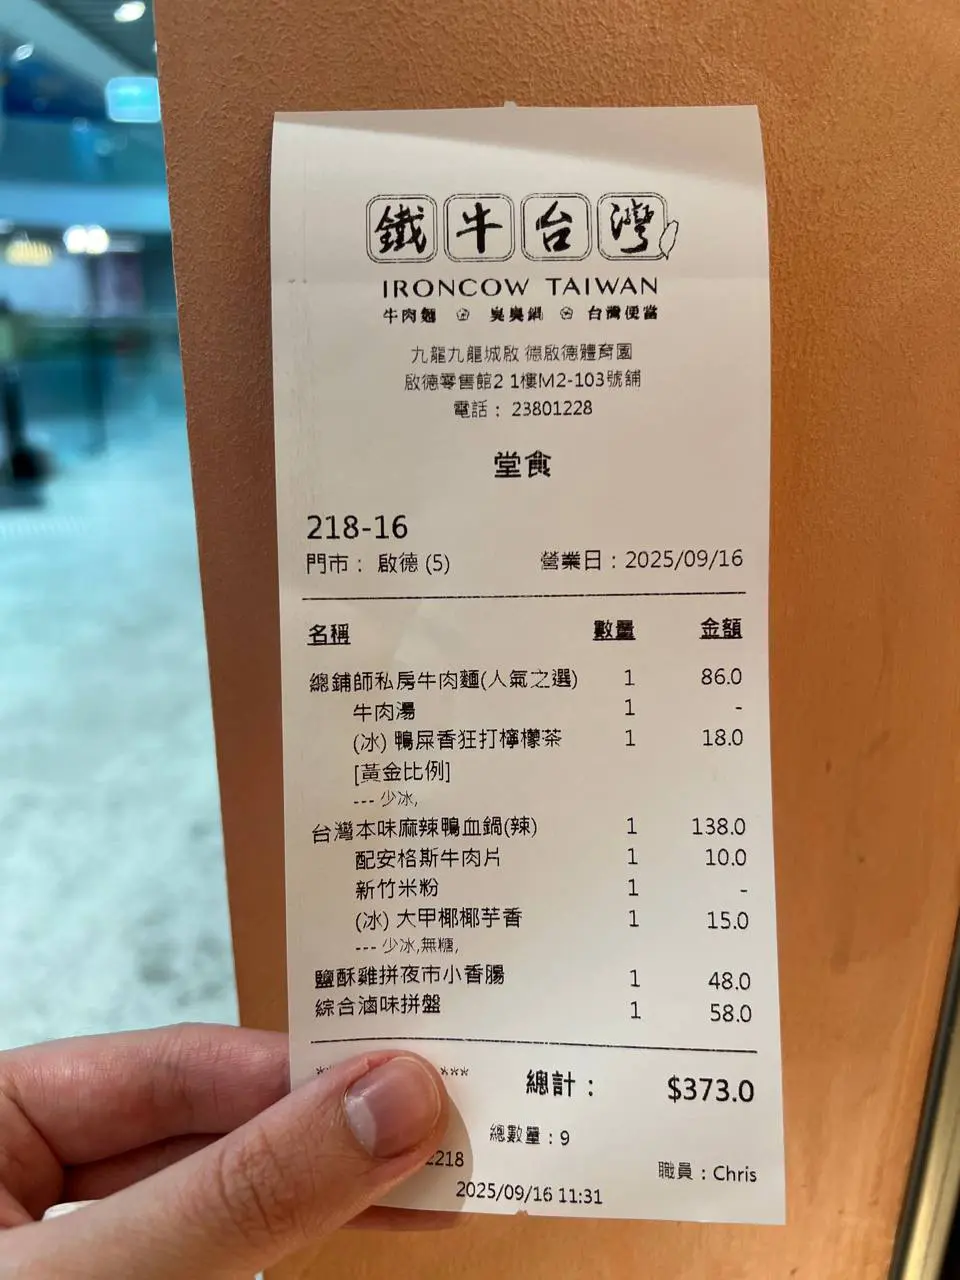 鐵牛台灣
IRONCOW TAIWAN
牛肉麵 臭臭鍋 台灣便當
九龍九龍城啟 德啟德體育園
啟德零售館2 1樓M2-103號舖
電話： 23801228
堂食
218-16
門市： 啟德 (5) 營業日：2025/09/16
名稱 數量 金額
總鋪師私房牛肉麵(人氣之選) 1 86.0
牛肉湯 1 -
(冰) 鴨屎香狂打檸檬茶 1 18.0
[黃金比例]
--- 少冰,
台灣本味麻辣鴨血鍋(辣) 1 138.0
配安格斯牛肉片 1 10.0
新竹米粉 1 -
(冰) 大甲椰椰芋香 1 15.0
--- 少冰,無糖,
鹽酥雞拼夜市小香腸 1 48.0
綜合滷味拼盤 1 58.0
** *** 總計： $373.0
總數量：9
2218 職員：Chris
2025/09/16 11:31